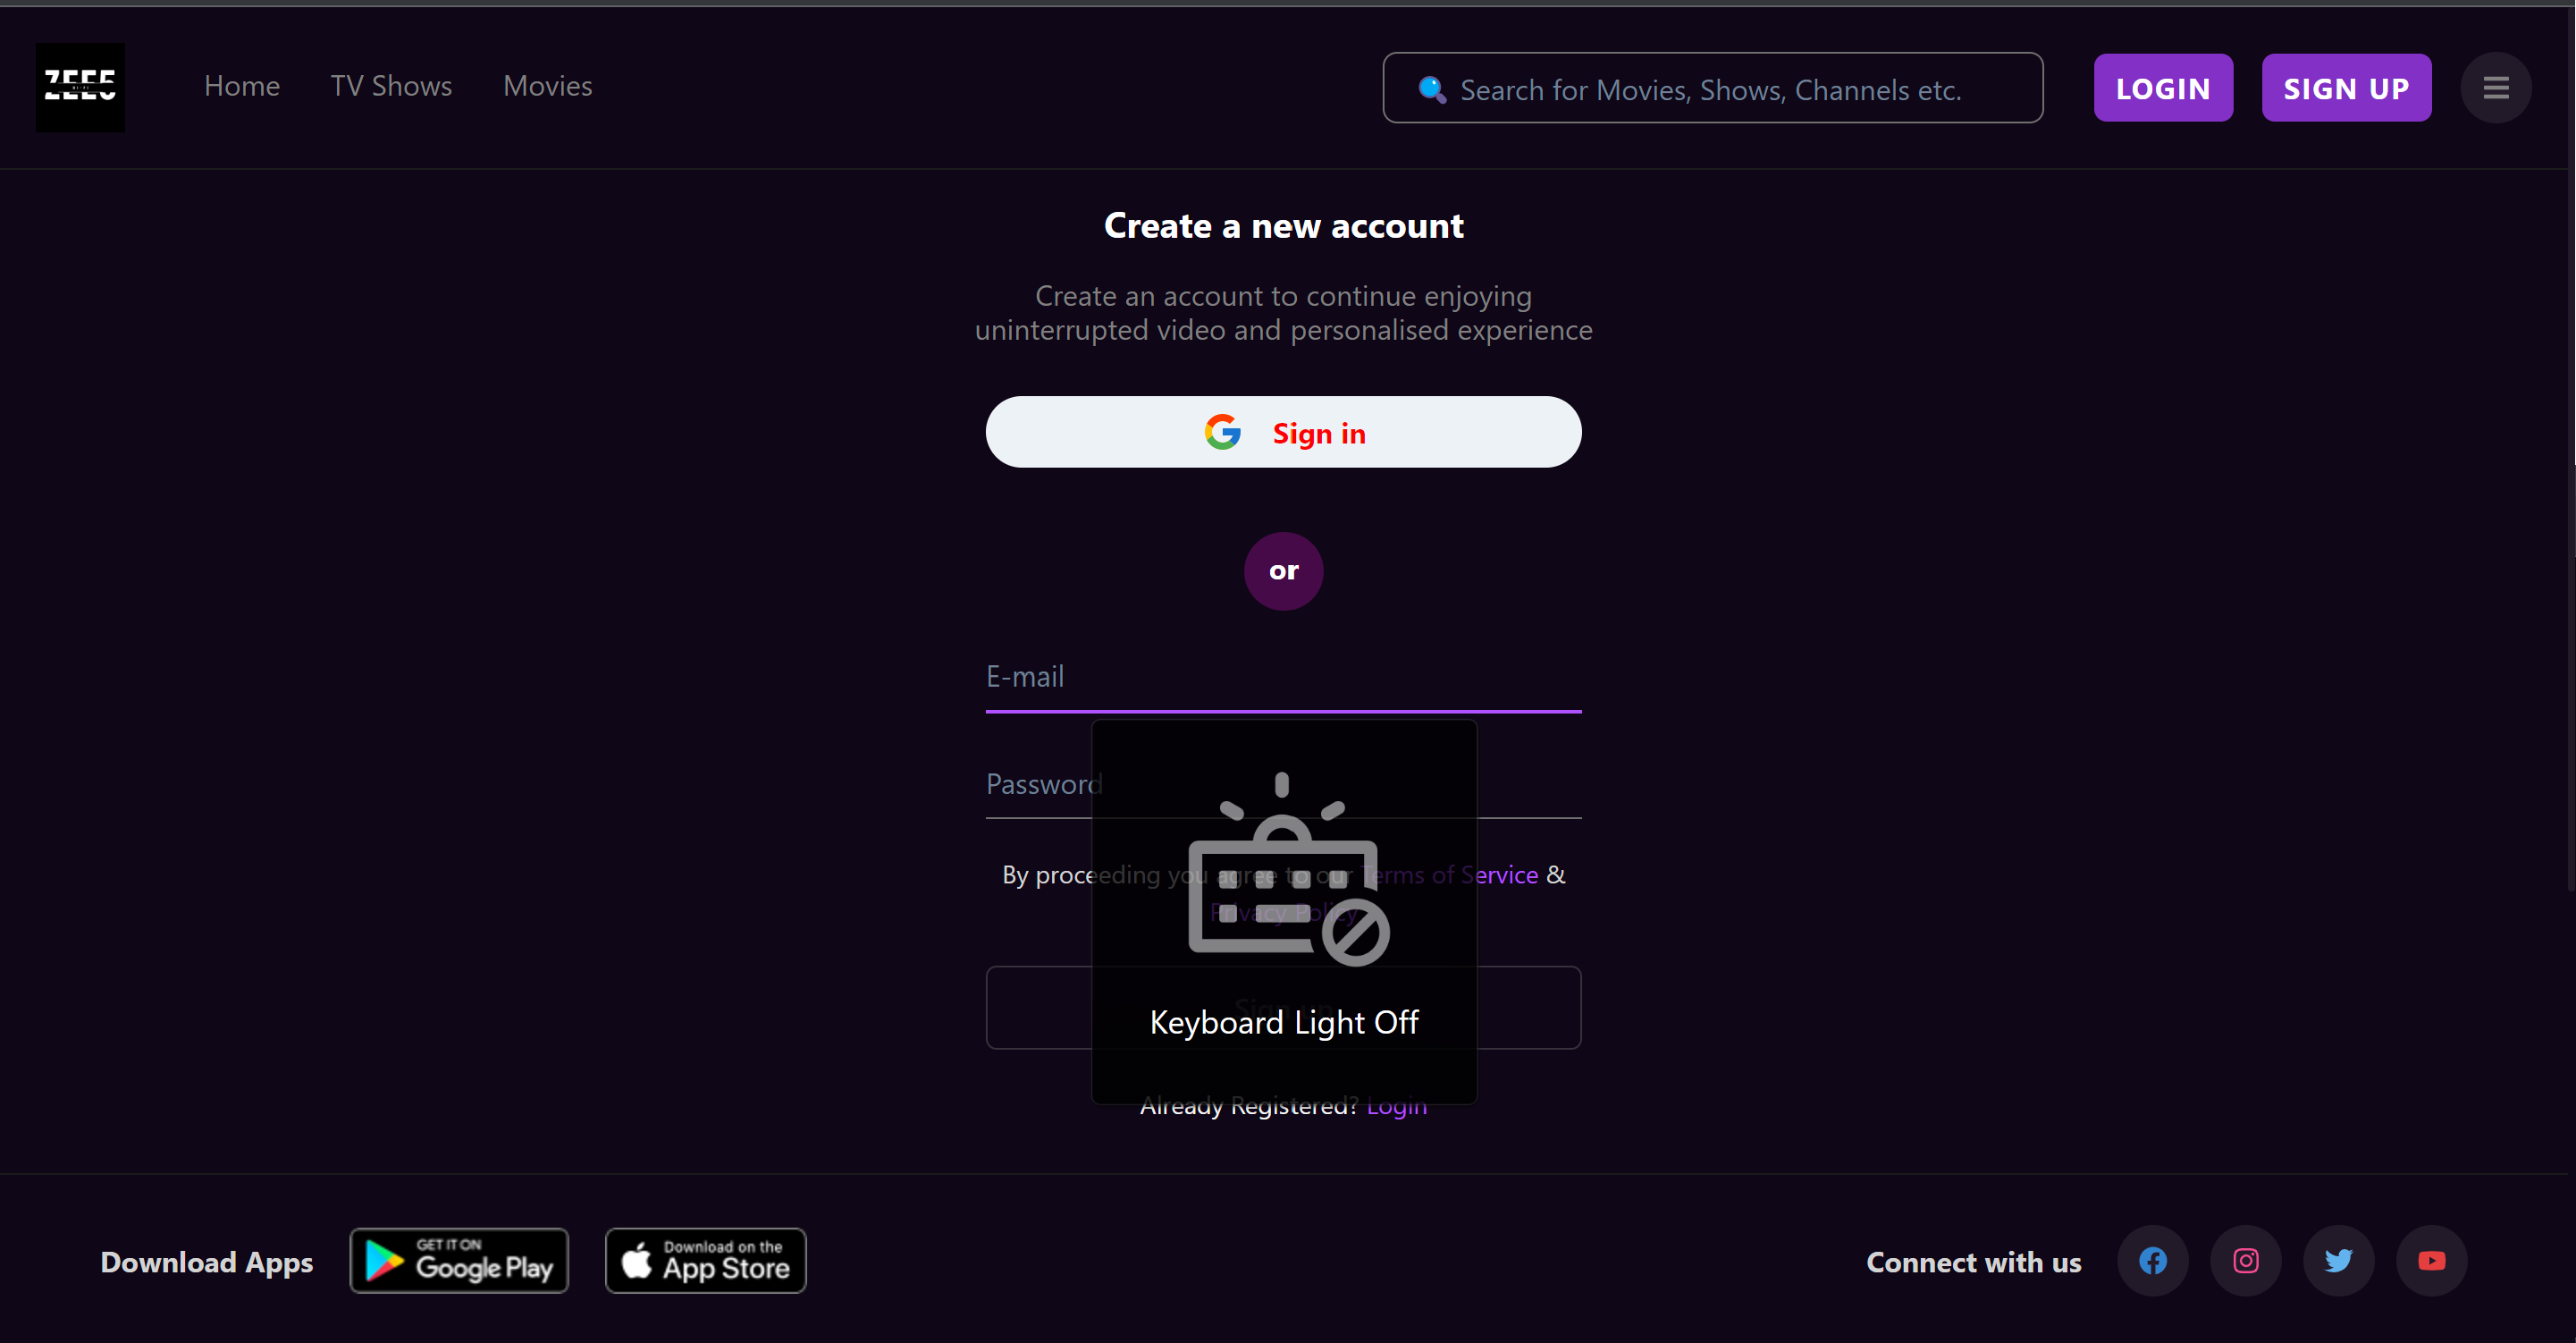 ZEE5
Home
TV Shows
Movies
Search for Movies, Shows, Channels etc.
LOGIN
SIGN UP
Create a new account
Create an account to continue enjoying
uninterrupted video and personalised experience
Sign in
or
E-mail
Password
By proceeding you agree to our Terms of Service &
Privacy Policy
Sign up
Keyboard Light Off
Already Registered? Login
Download Apps
GET IT ON
Google Play
Download on the
App Store
Connect with us